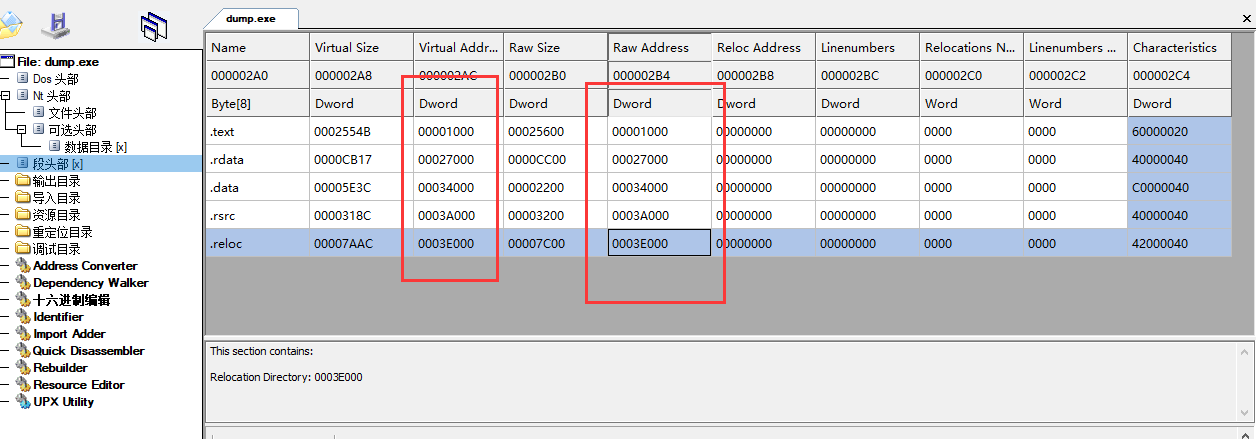 dump.exe
File: dump.exe
Dos 头部
Nt 头部
文件头部
可选头部
数据目录 [x]
段头部 [x]
输出目录
导入目录
资源目录
重定位目录
调试目录
Address Converter
Dependency Walker
十六进制编辑
Identifier
Import Adder
Quick Disassembler
Rebuilder
Resource Editor
UPX Utility
Name Virtual Size Virtual Addr... Raw Size Raw Address Reloc Address Linenumbers Relocations N... Linenumbers ... Characteristics
000002A0 000002A8 000002AC 000002B0 000002B4 000002B8 000002BC 000002C0 000002C2 000002C4
Byte[8] Dword Dword Dword Dword Dword Dword Word Word Dword
.text 0002554B 00001000 00025600 00001000 00000000 00000000 0000 0000 60000020
.rdata 0000CB17 00027000 0000CC00 00027000 00000000 00000000 0000 0000 40000040
.data 00005E3C 00034000 00002200 00034000 00000000 00000000 0000 0000 C0000040
.rsrc 0000318C 0003A000 00003200 0003A000 00000000 00000000 0000 0000 40000040
.reloc 00007AAC 0003E000 00007C00 0003E000 00000000 00000000 0000 0000 42000040
This section contains:
Relocation Directory: 0003E000